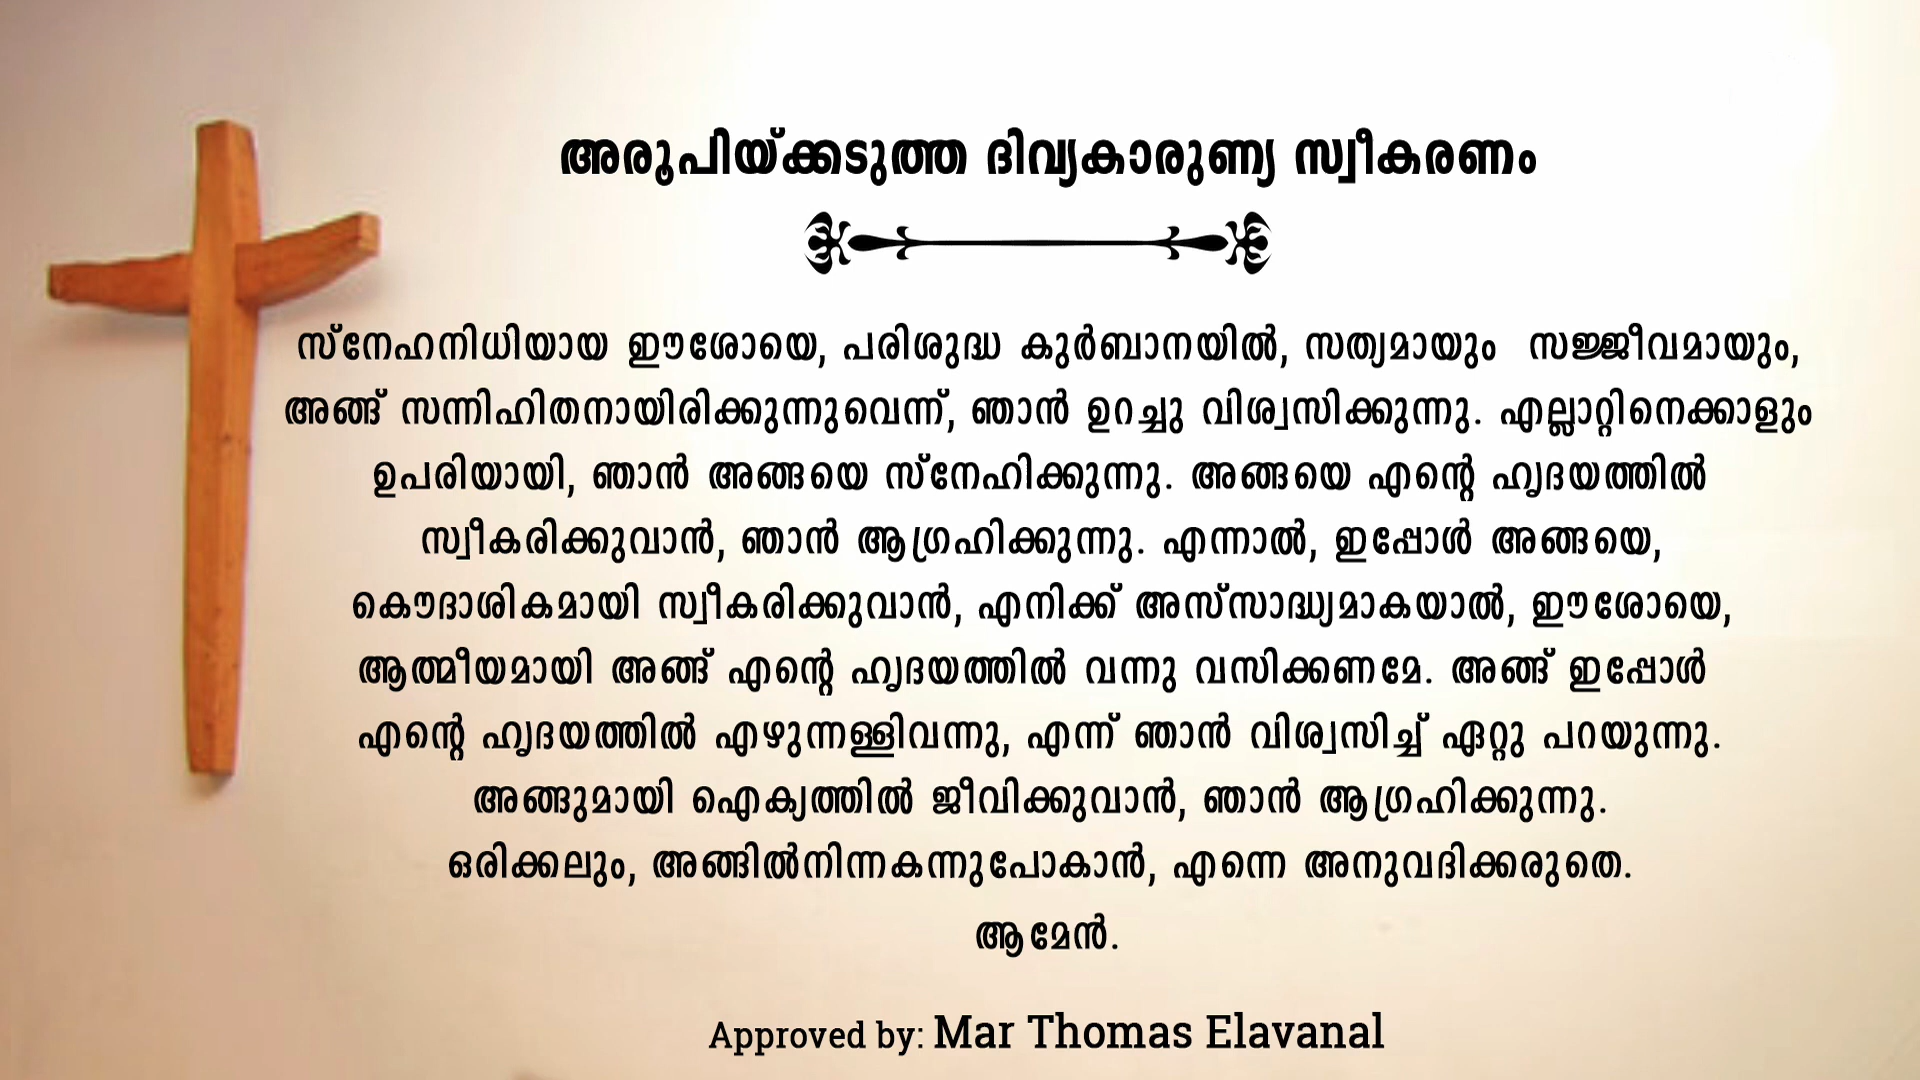 അരൂപിയ്ക്കടുത്ത ദിവ്യകാരുണ്യ സ്വീകരണം
സ്നേഹനിധിയായ ഈശോയെ, പരിശുദ്ധ കുർബാനയിൽ, സത്യമായും സജ്ജീവമായും,
അങ്ങ് സന്നിഹിതനായിരിക്കുന്നുവെന്ന്, ഞാൻ ഉറച്ചു വിശ്വസിക്കുന്നു. എല്ലാറ്റിനെക്കാളും
ഉപരിയായി, ഞാൻ അങ്ങയെ സ്നേഹിക്കുന്നു. അങ്ങയെ എന്റെ ഹൃദയത്തിൽ
സ്വീകരിക്കുവാൻ, ഞാൻ ആഗ്രഹിക്കുന്നു. എന്നാൽ, ഇപ്പോൾ അങ്ങയെ,
കൌദാശികമായി സ്വീകരിക്കുവാൻ, എനിക്ക് അസ്സാദ്ധ്യമാകയാൽ, ഈശോയെ,
ആത്മീയമായി അങ്ങ് എന്റെ ഹൃദയത്തിൽ വന്നു വസിക്കണമേ. അങ്ങ് ഇപ്പോൾ
എന്റെ ഹൃദയത്തിൽ എഴുന്നള്ളിവന്നു, എന്ന് ഞാൻ വിശ്വസിച്ച് ഏറ്റു പറയുന്നു.
അങ്ങുമായി ഐക്യത്തിൽ ജീവിക്കുവാൻ, ഞാൻ ആഗ്രഹിക്കുന്നു.
ഒരിക്കലും, അങ്ങിൽനിന്നകന്നുപോകാൻ, എന്നെ അനുവദിക്കരുതെ.
ആമേൻ.
Approved by: Mar Thomas Elavanal